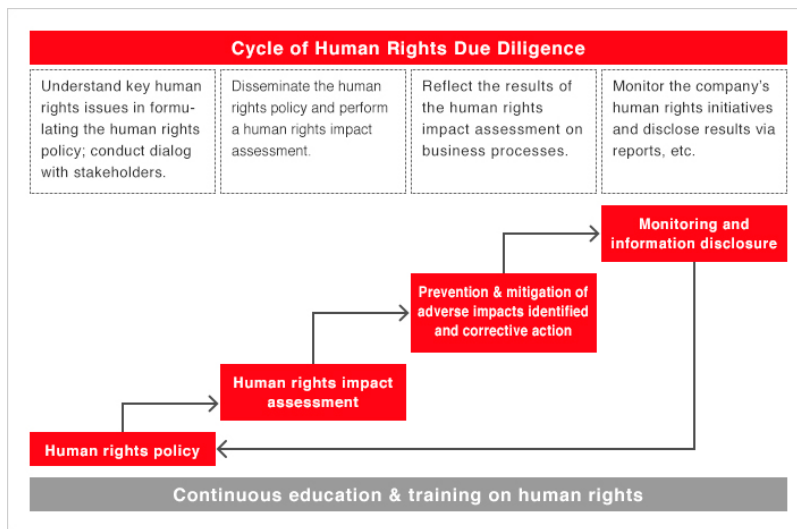 Cycle of Human Rights Due Diligence
Understand key human
rights issues in formu-
lating the human rights
policy; conduct dialog
with stakeholders.
Disseminate the human
rights policy and perform
a human rights impact
assessment.
Reflect the results of
the human rights
impact assessment on
business processes.
Monitor the company's
human rights initiatives
and disclose results via
reports, etc.
Monitoring and
information disclosure
Prevention & mitigation of
adverse impacts identified
and corrective action
Human rights impact
assessment
Human rights policy
Continuous education & training on human rights